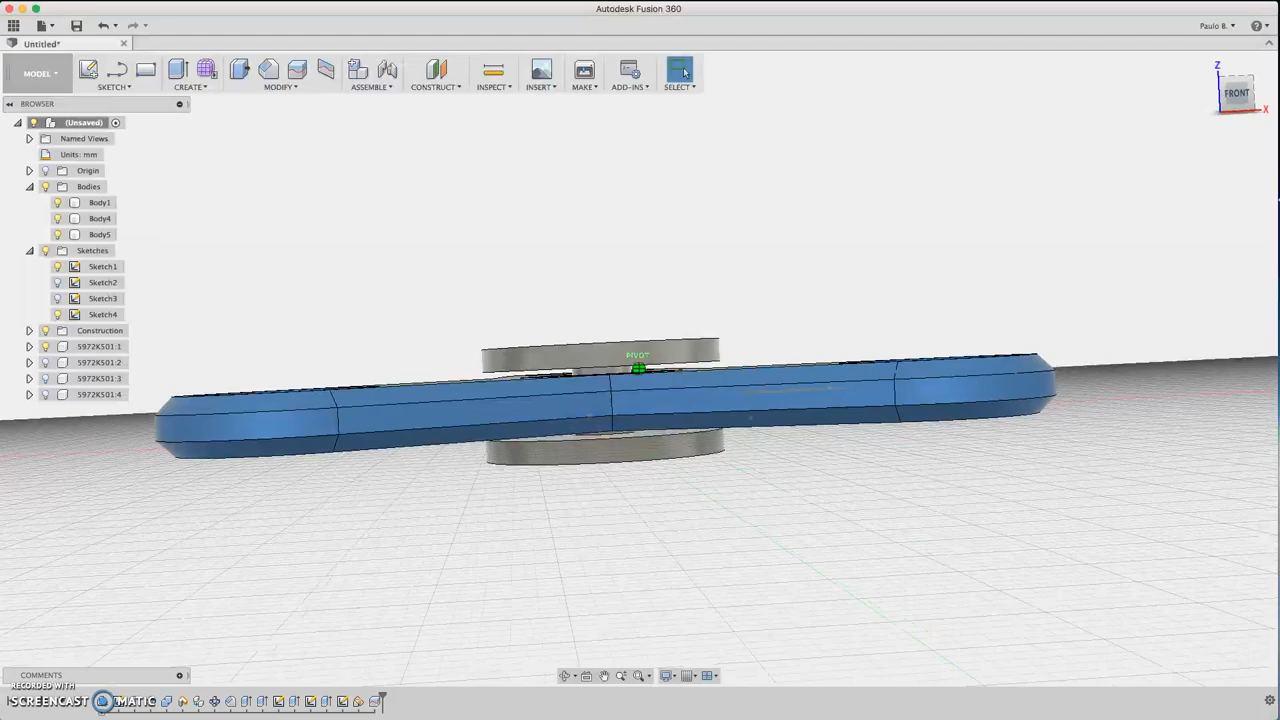 Autodesk Fusion 360
Paulo B.
Untitled*
MODEL
SKETCH
CREATE
MODIFY
ASSEMBLE
CONSTRUCT
INSPECT
INSERT
MAKE
ADD-INS
SELECT
Z
FRONT
X
BROWSER
(Unsaved)
Named Views
Units: mm
Origin
Bodies
Body1
Body4
Body5
Sketches
Sketch1
Sketch2
Sketch3
Sketch4
Construction
5972K501:1
5972K501:2
5972K501:3
5972K501:4
PIVOT
COMMENTS
RECORDED WITH
SCREENCAST MATIC